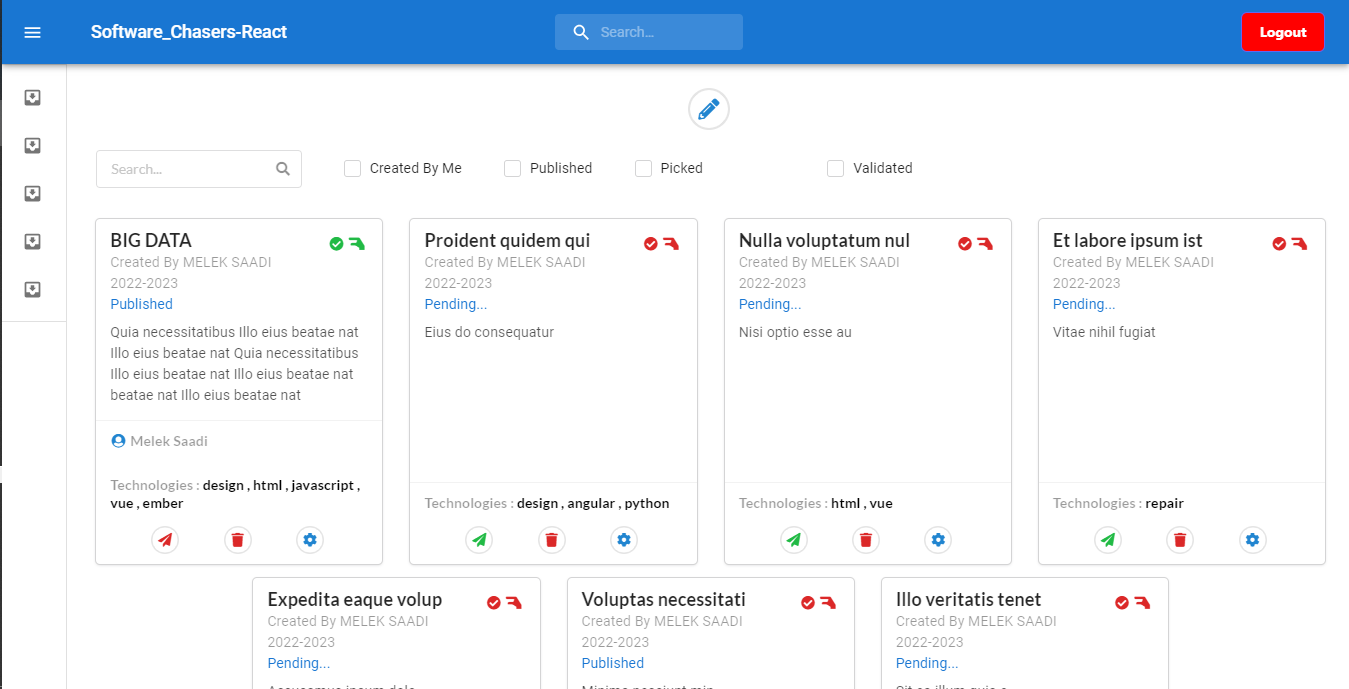 Software_Chasers-React
Search...
Logout
Search...
Created By Me
Published
Picked
Validated
BIG DATA
Created By MELEK SAADI
2022-2023
Published
Quia necessitatibus Illo eius beatae nat
Illo eius beatae nat Quia necessitatibus
Illo eius beatae nat Illo eius beatae nat
beatae nat Illo eius beatae nat
Melek Saadi
Technologies : design , html , javascript ,
vue , ember
Proident quidem qui
Created By MELEK SAADI
2022-2023
Pending...
Eius do consequatur
Technologies : design , angular , python
Nulla voluptatum nul
Created By MELEK SAADI
2022-2023
Pending...
Nisi optio esse au
Technologies : html , vue
Et labore ipsum ist
Created By MELEK SAADI
2022-2023
Pending...
Vitae nihil fugiat
Technologies : repair
Expedita eaque volup
Created By MELEK SAADI
2022-2023
Pending...
Voluptas necessitati
Created By MELEK SAADI
2022-2023
Published
Illo veritatis tenet
Created By MELEK SAADI
2022-2023
Pending...